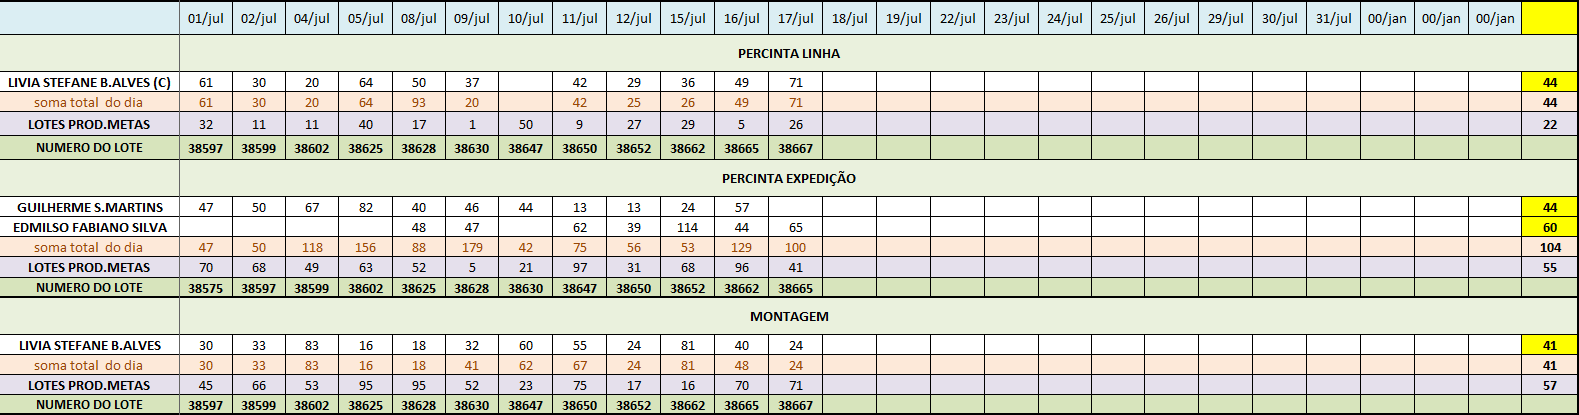 01/jul 02/jul 04/jul 05/jul 08/jul 09/jul 10/jul 11/jul 12/jul 15/jul 16/jul 17/jul 18/jul 19/jul 22/jul 23/jul 24/jul 25/jul 26/jul 29/jul 30/jul 31/jul 00/jan 00/jan 00/jan
PERCINTA LINHA
LIVIA STEFANE B.ALVES (C) 61 30 20 64 50 37 42 29 36 49 71 44
soma total do dia 61 30 20 64 93 20 42 25 26 49 71 44
LOTES PROD.METAS 32 11 11 40 17 1 50 9 27 29 5 26 22
NUMERO DO LOTE 38597 38599 38602 38625 38628 38630 38647 38650 38652 38662 38665 38667
PERCINTA EXPEDIÇÃO
GUILHERME S.MARTINS 47 50 67 82 40 46 44 13 13 24 57 44
EDMILSO FABIANO SILVA 48 47 62 39 114 44 65 60
soma total do dia 47 50 118 156 88 179 42 75 56 53 129 100 104
LOTES PROD.METAS 70 68 49 63 52 5 21 97 31 68 96 41 55
NUMERO DO LOTE 38575 38597 38599 38602 38625 38628 38630 38647 38650 38652 38662 38665
MONTAGEM
LIVIA STEFANE B.ALVES 30 33 83 16 18 32 60 55 24 81 40 24 41
soma total do dia 30 33 83 16 18 41 62 67 24 81 48 24 41
LOTES PROD.METAS 45 66 53 95 95 52 23 75 17 16 70 71 57
NUMERO DO LOTE 38597 38599 38602 38625 38628 38630 38647 38650 38652 38662 38665 38667